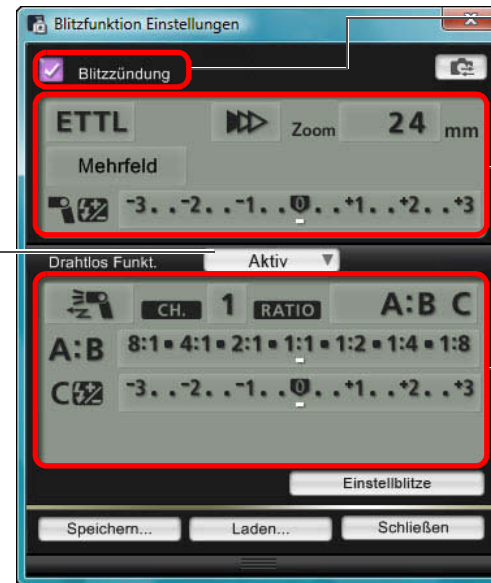 Blitzfunktion Einstellungen
Blitzzündung
ETTL Zoom 24 mm
Mehrfeld
-3. . -2. . -1. . 0. . +1. . +2. . +3
Drahtlos Funkt. Aktiv
CH. 1 RATIO A:B C
A:B 8:1 ▪ 4:1 ▪ 2:1 ▪ 1:1 ▪ 1:2 ▪ 1:4 ▪ 1:8
C -3. . -2. . -1. . 0. . +1. . +2. . +3
Einstellblitze
Speichern... Laden... Schließen